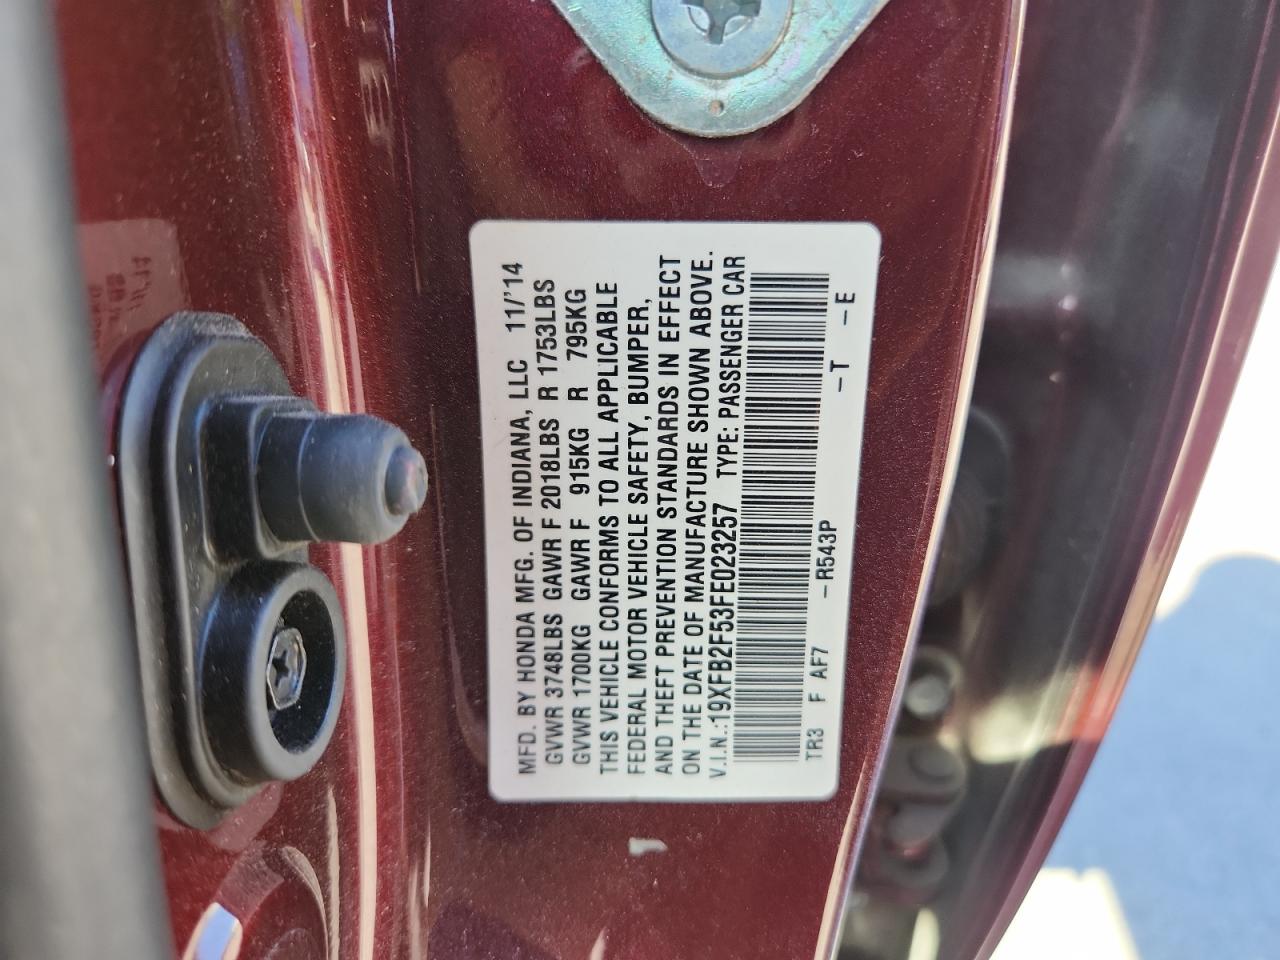 MFD. BY HONDA MFG. OF INDIANA, LLC 11/'14
GVWR 3748LBS GAWR F 2018LBS R 1753LBS
GVWR 1700KG GAWR F 915KG R 795KG
THIS VEHICLE CONFORMS TO ALL APPLICABLE
FEDERAL MOTOR VEHICLE SAFETY, BUMPER,
AND THEFT PREVENTION STANDARDS IN EFFECT
ON THE DATE OF MANUFACTURE SHOWN ABOVE.
V.I.N.:19XFB2F53FE023257 TYPE: PASSENGER CAR
TR3 F AF7 -R543P -T -E